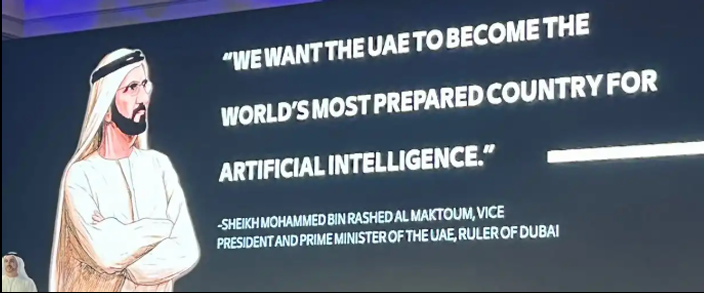 “WE WANT THE UAE TO BECOME THE
WORLD’S MOST PREPARED COUNTRY FOR
ARTIFICIAL INTELLIGENCE.”
-SHEIKH MOHAMMED BIN RASHED AL MAKTOUM, VICE
PRESIDENT AND PRIME MINISTER OF THE UAE, RULER OF DUBAI